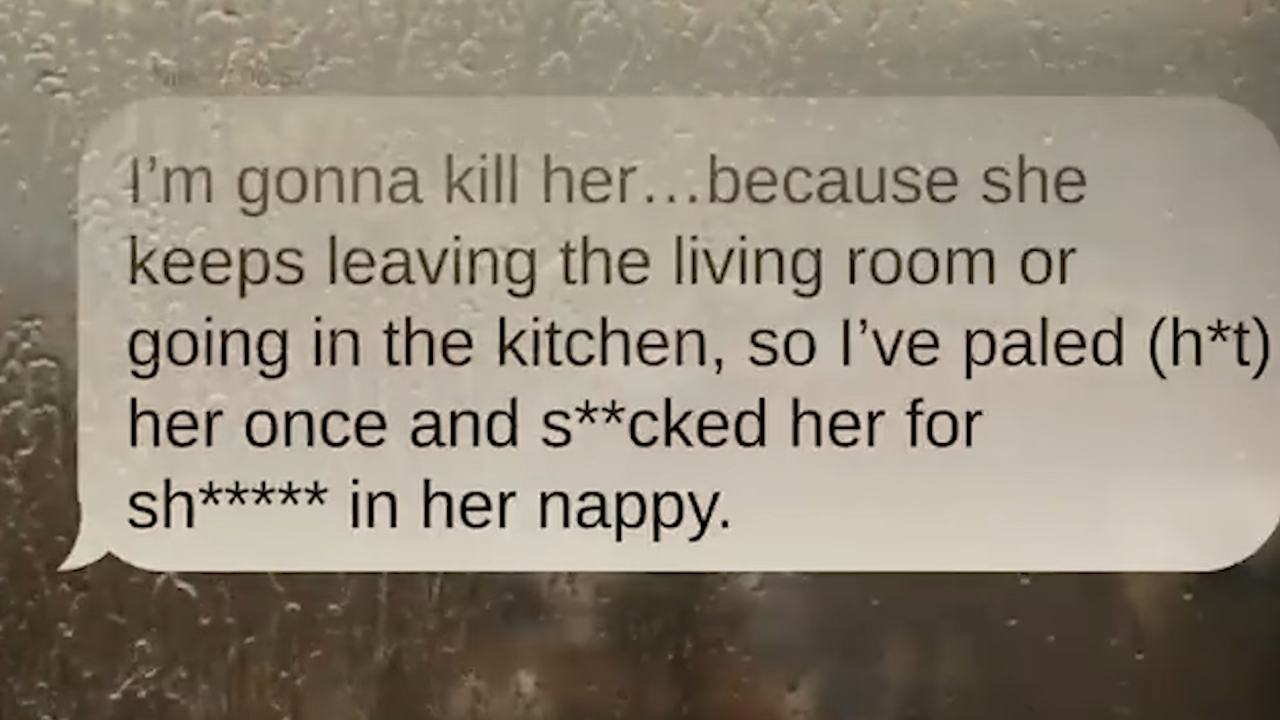 I’m gonna kill her…because she
keeps leaving the living room or
going in the kitchen, so I’ve paled (h*t)
her once and s**cked her for
sh***** in her nappy.